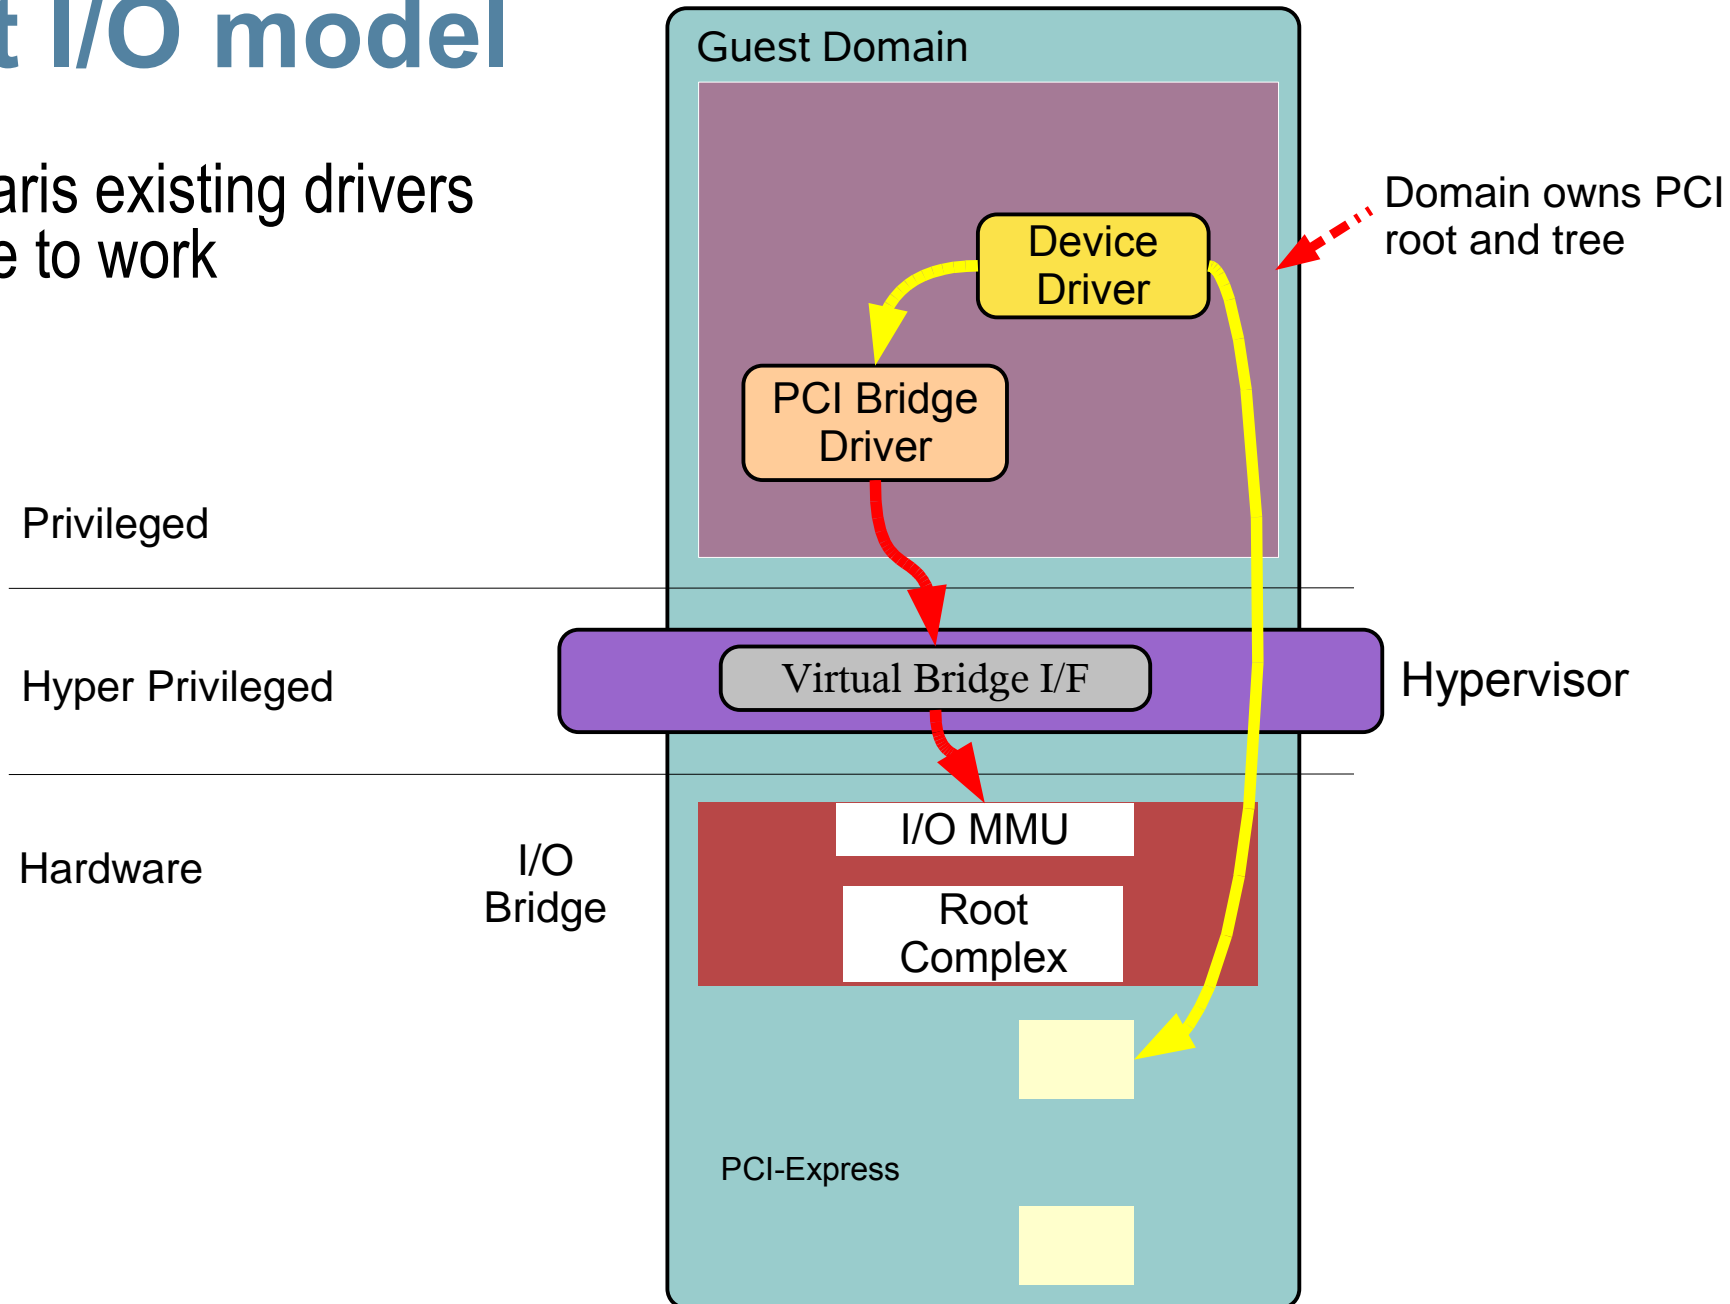 t I/O model
aris existing drivers
e to work
Guest Domain
Domain owns PCI
root and tree
Device
Driver
PCI Bridge
Driver
Privileged
Hyper Privileged
Virtual Bridge I/F
Hypervisor
Hardware
I/O
Bridge
I/O MMU
Root
Complex
PCI-Express